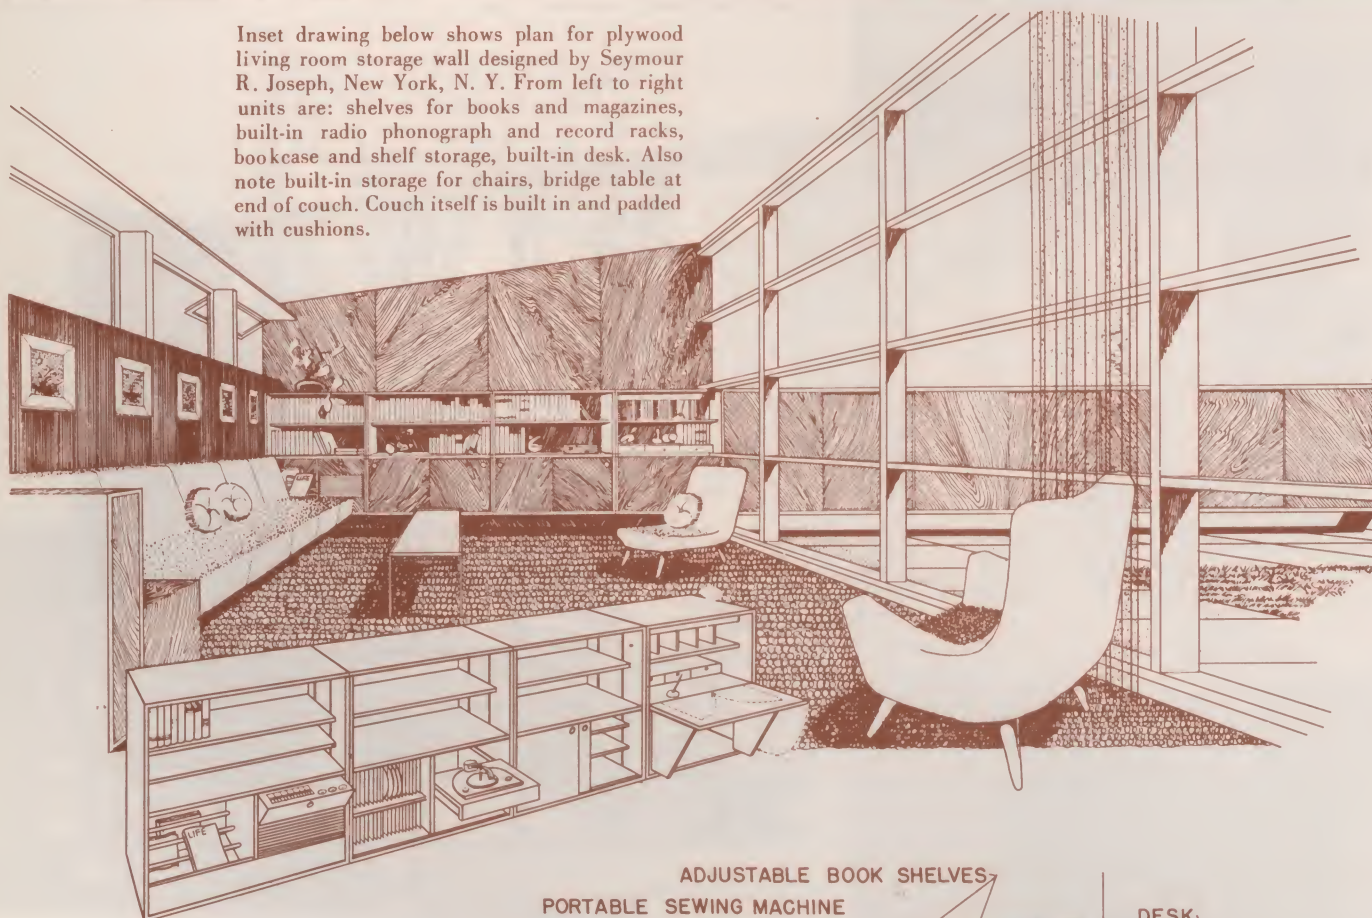 Inset drawing below shows plan for plywood
living room storage wall designed by Seymour
R. Joseph, New York, N. Y. From left to right
units are: shelves for books and magazines,
built-in radio phonograph and record racks,
bookcase and shelf storage, built-in desk. Also
note built-in storage for chairs, bridge table at
end of couch. Couch itself is built in and padded
with cushions.
LIFE
LIFE
ADJUSTABLE BOOK SHELVES
PORTABLE SEWING MACHINE
DESK